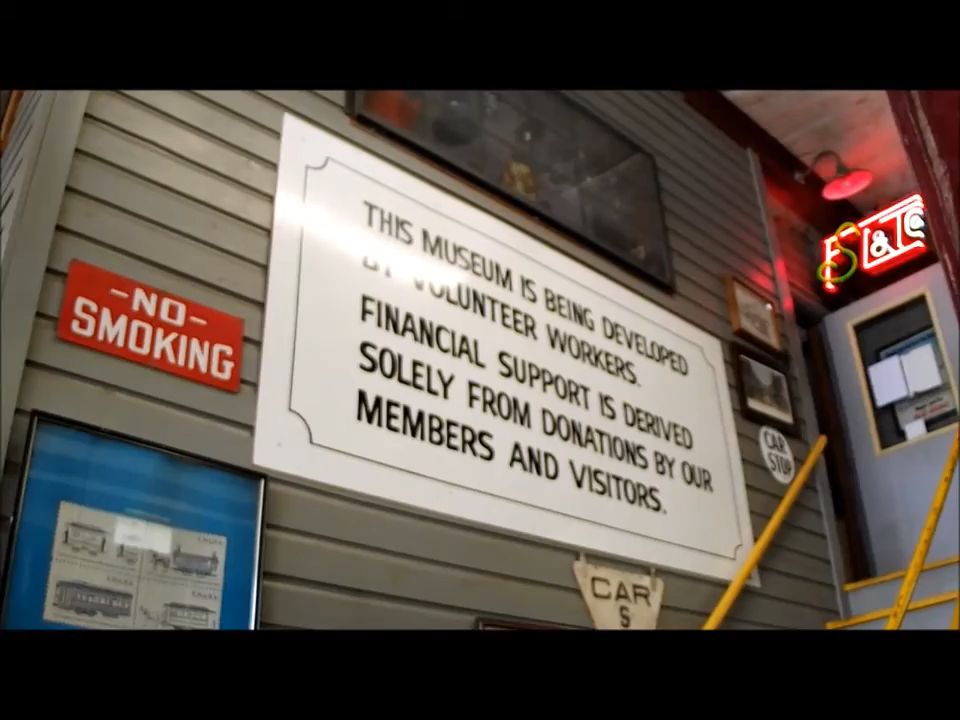 THIS MUSEUM IS BEING DEVELOPED
BY VOLUNTEER WORKERS.
FINANCIAL SUPPORT IS DERIVED
SOLELY FROM DONATIONS BY OUR
MEMBERS AND VISITORS.
-NO-
SMOKING
CAR
STOP
CAR
S